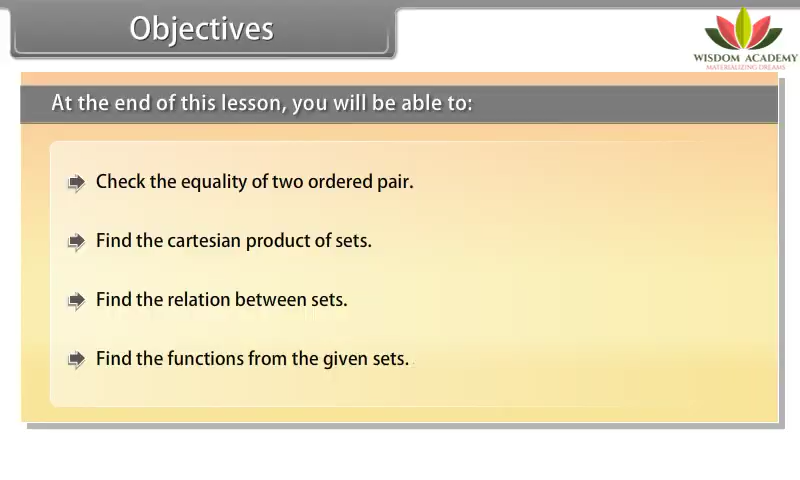 Objectives
WISDOM ACADEMY
MATERIALIZING DREAMS
At the end of this lesson, you will be able to:
Check the equality of two ordered pair.
Find the cartesian product of sets.
Find the relation between sets.
Find the functions from the given sets.